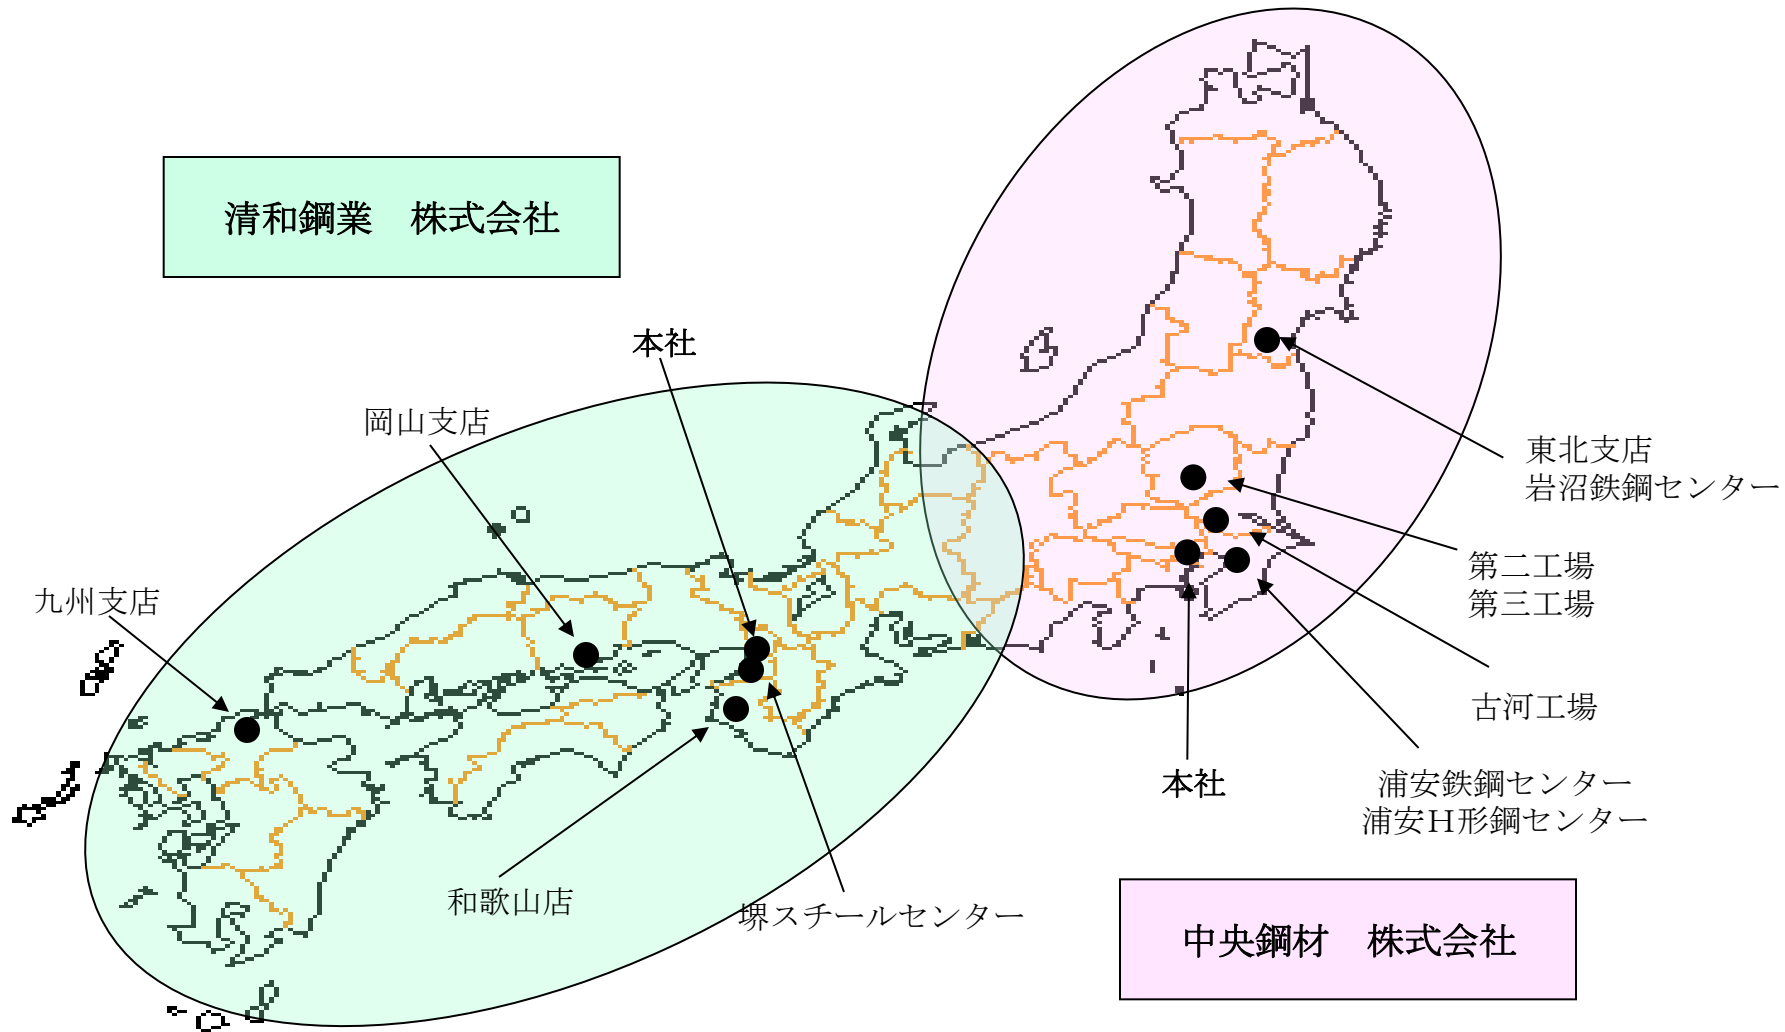 清和鋼業　株式会社
本社
岡山支店
九州支店
和歌山店
堺スチールセンター
東北支店
岩沼鉄鋼センター
第二工場
第三工場
古河工場
本社
浦安鉄鋼センター
浦安Ｈ形鋼センター
中央鋼材　株式会社